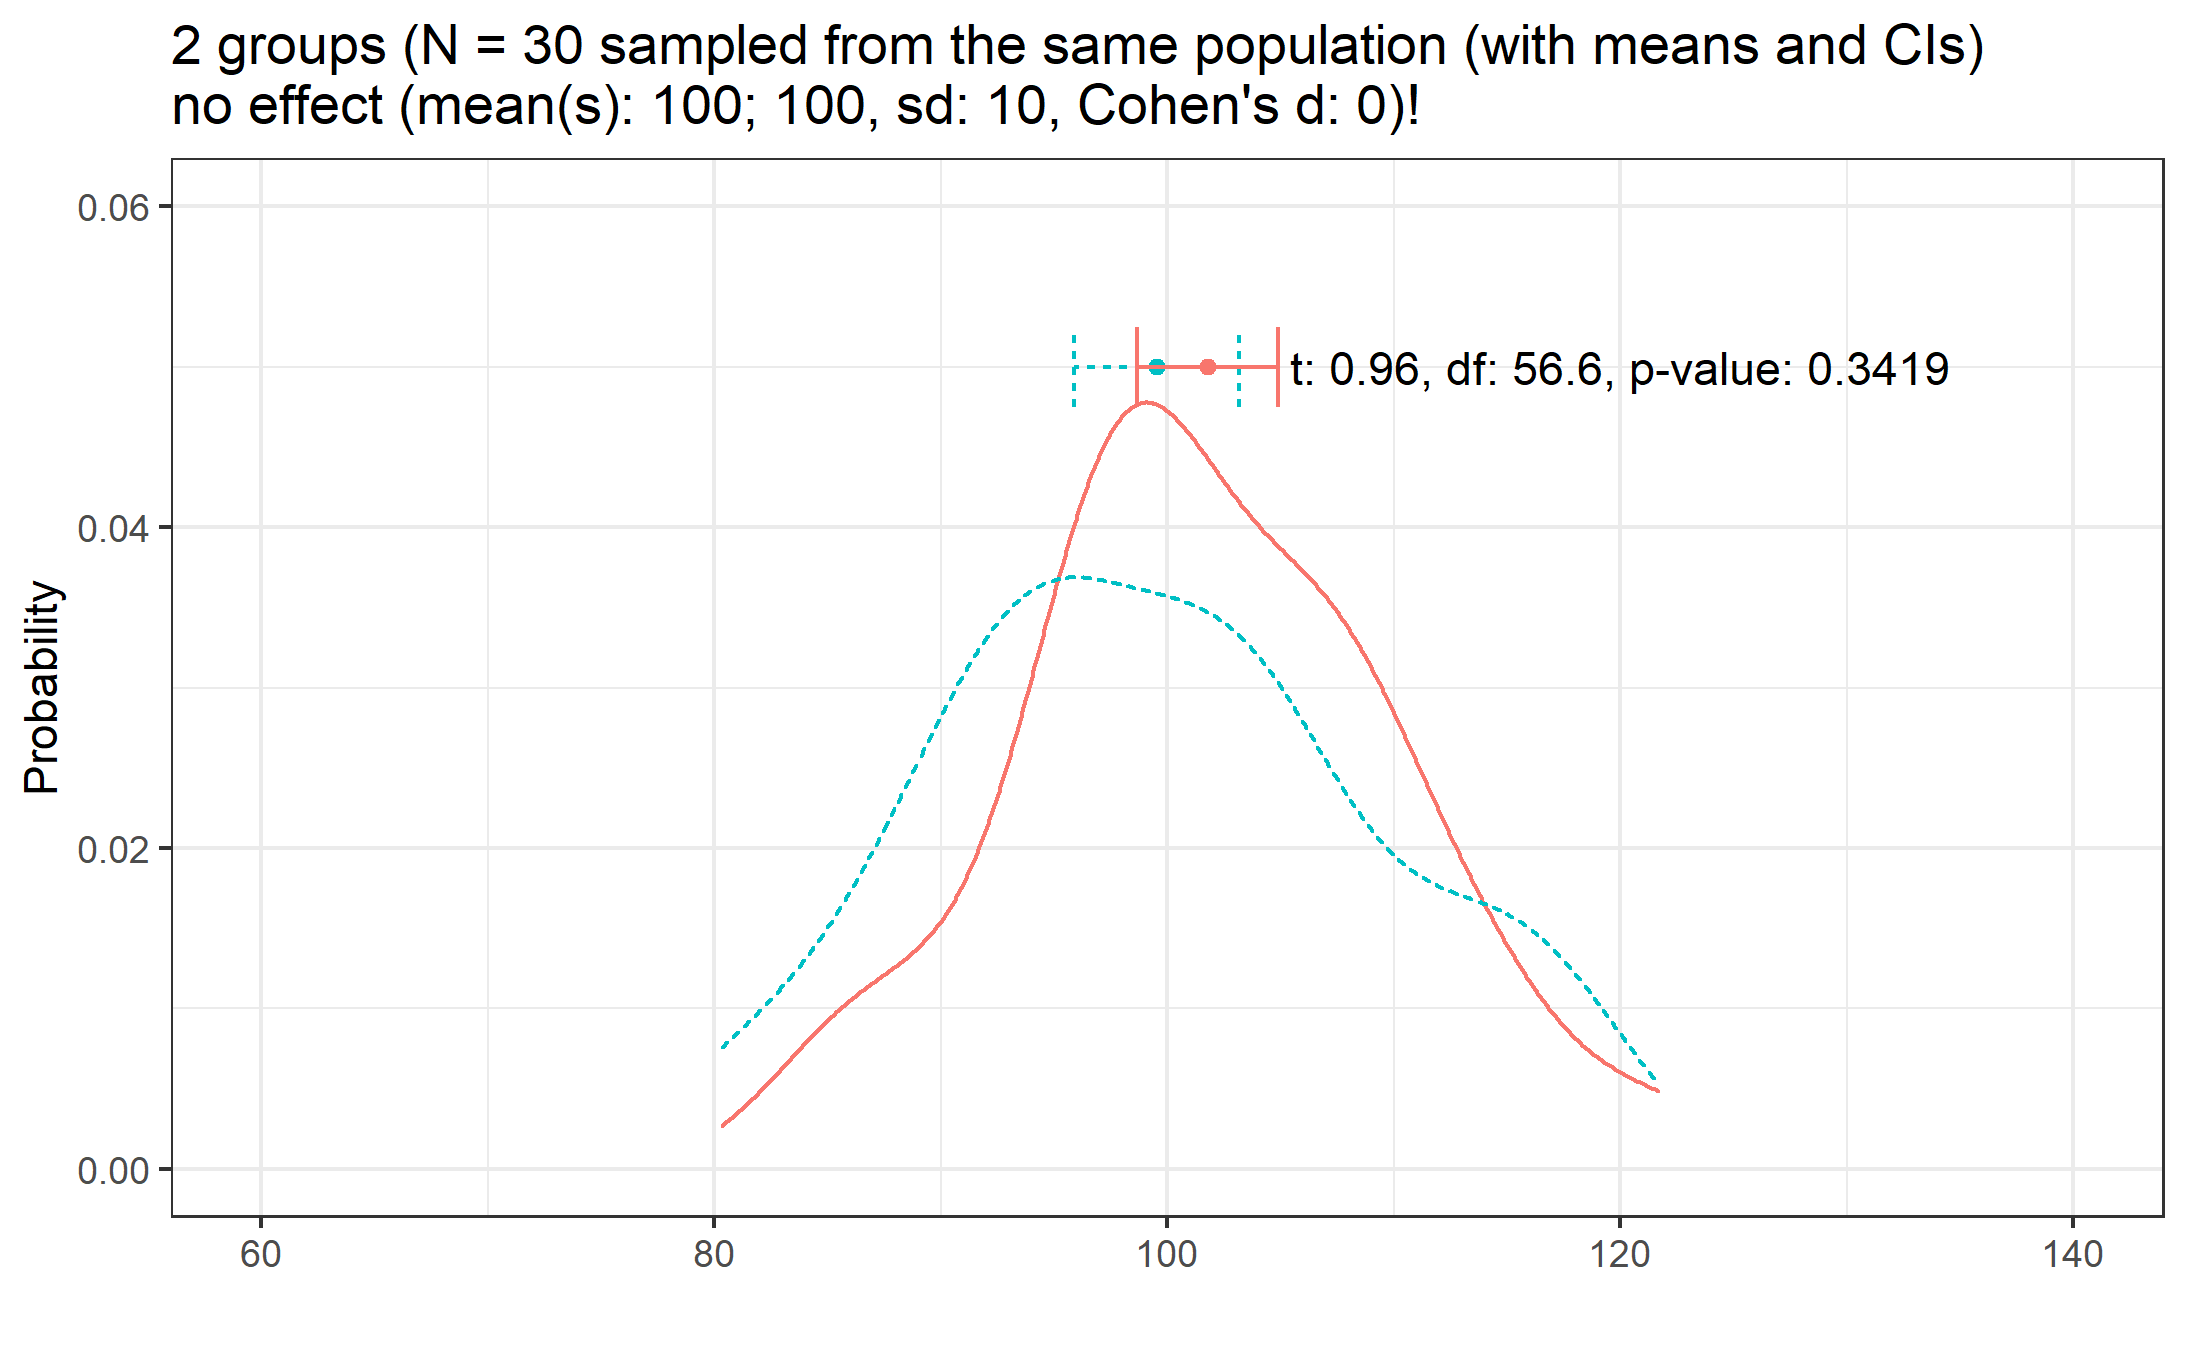 2 groups (N = 30 sampled from the same population (with means and CIs)
no effect (mean(s): 100; 100, sd: 10, Cohen's d: 0)!
0.06
t: 0.96, df: 56.6, p-value: 0.3419
0.04
Probability
0.02
0.00
60
80
100
120
140